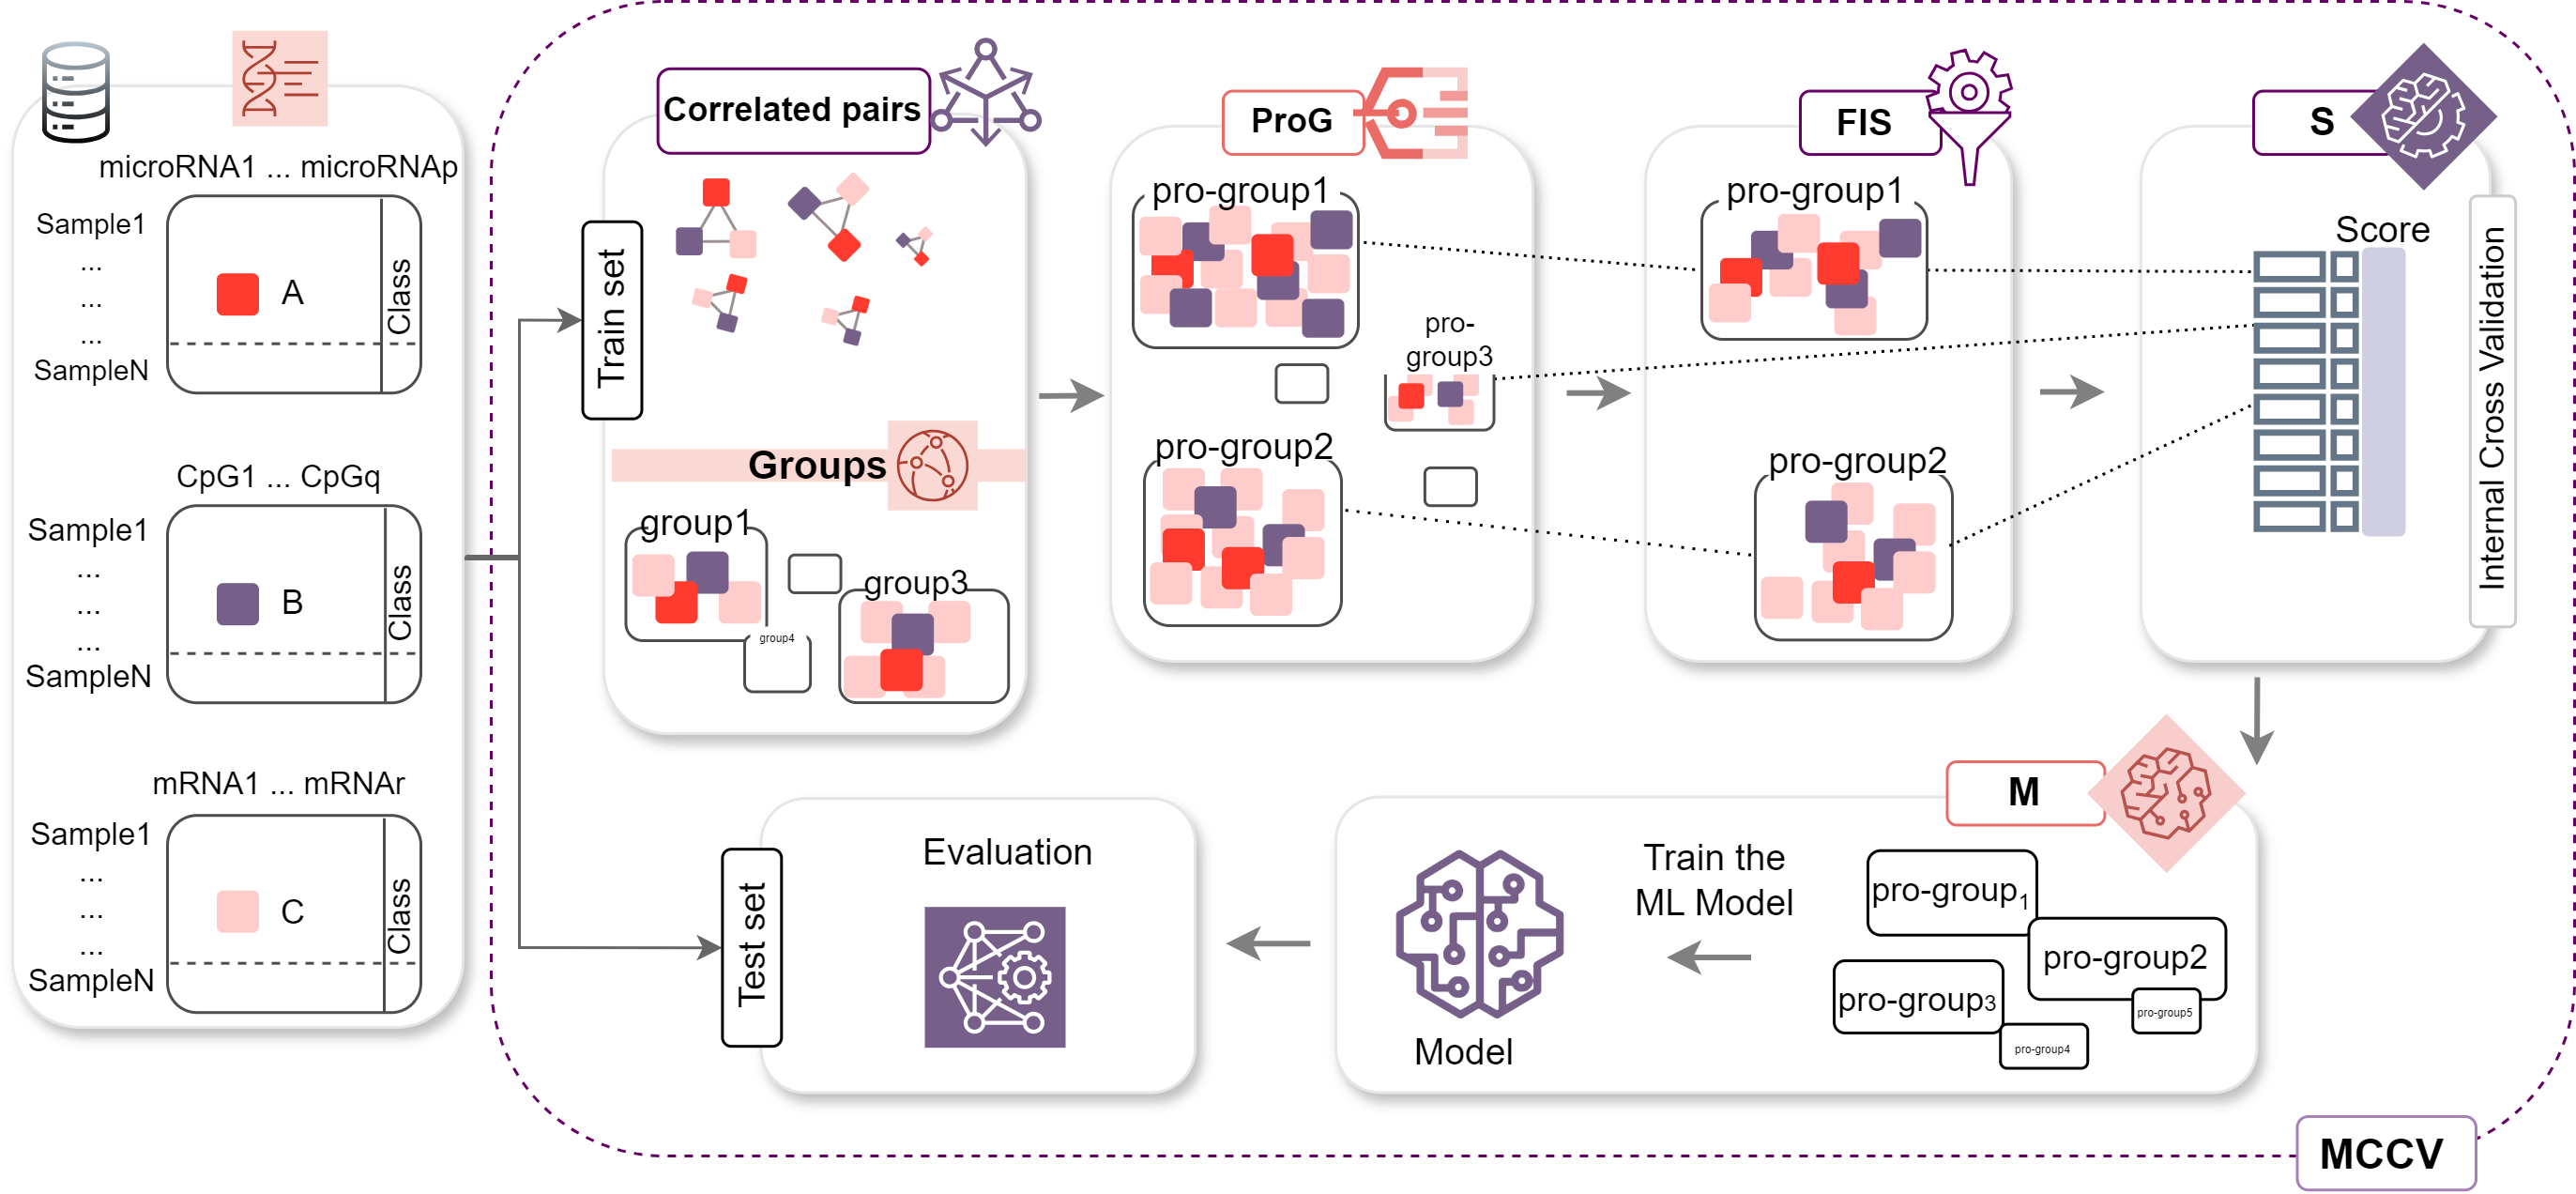 microRNA1 ... microRNAp
Sample1
...
...
...
SampleN
A
Class
CpG1 ... CpGq
Sample1
...
...
...
SampleN
B
Class
mRNA1 ... mRNAr
Sample1
...
...
...
SampleN
C
Class
Train set
Correlated pairs
Groups
group1
group3
group4
ProG
pro-group1
pro-
group3
pro-group2
FIS
pro-group1
pro-group2
S
Score
Internal Cross Validation
M
pro-group1
pro-group2
pro-group3
pro-group5
pro-group4
Train the
ML Model
Model
Test set
Evaluation
MCCV